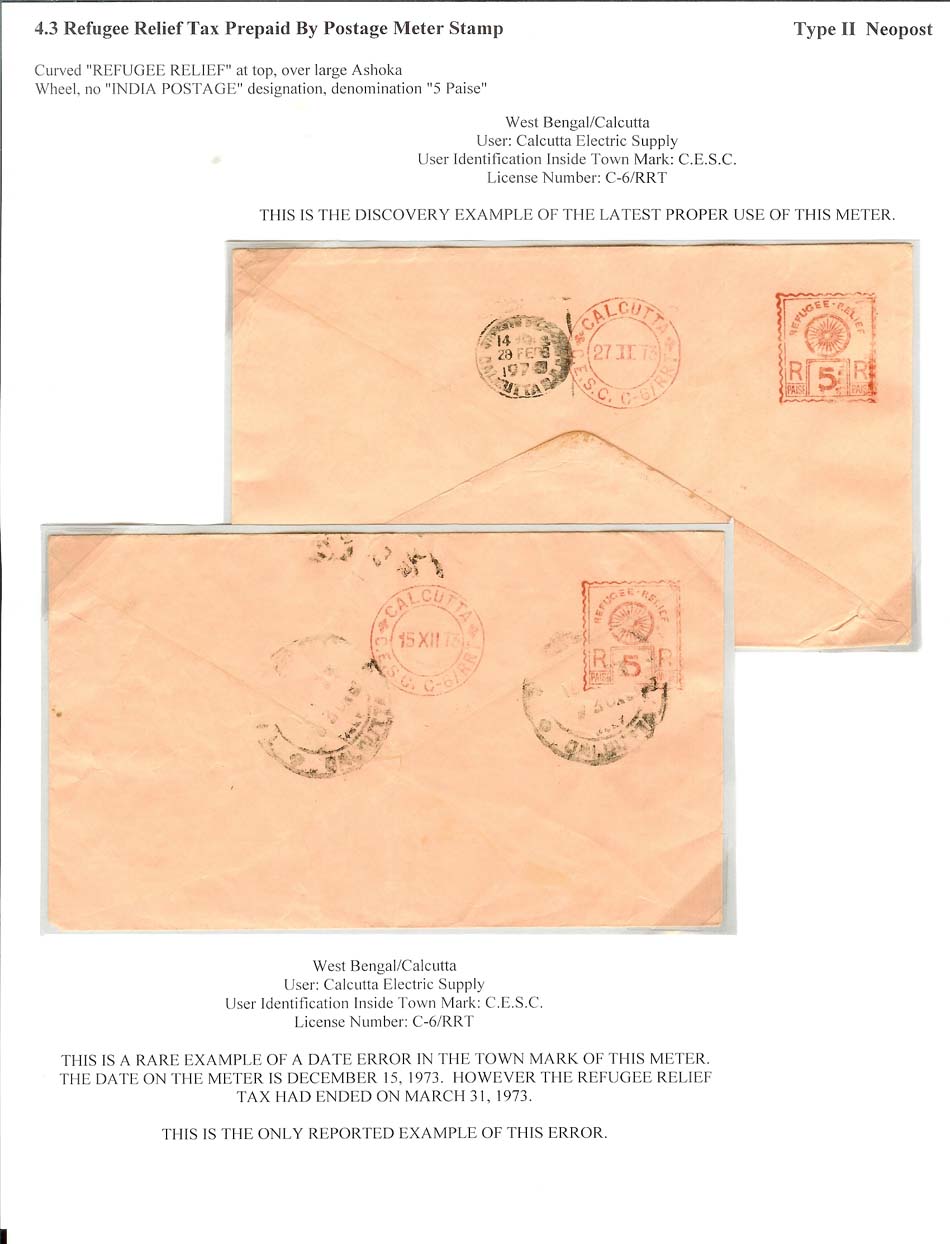 4.3 Refugee Relief Tax Prepaid By Postage Meter Stamp
Type II Neopost
Curved "REFUGEE RELIEF" at top, over large Ashoka
Wheel, no "INDIA POSTAGE" designation, denomination "5 Paise"
West Bengal/Calcutta
User: Calcutta Electric Supply
User Identification Inside Town Mark: C.E.S.C.
License Number: C-6/RRT
THIS IS THE DISCOVERY EXAMPLE OF THE LATEST PROPER USE OF THIS METER.
14
28 FEB
197
CALCUTTA
27 II 73
C.E.S.C. C-6/RRT
REFUGEE-RELIEF
R 5 R
PAISE PAISE
CALCUTTA
15 XII 73
C.E.S.C. C-6/RRT
REFUGEE-RELIEF
R 5 R
PAISE
CALCUTTA
West Bengal/Calcutta
User: Calcutta Electric Supply
User Identification Inside Town Mark: C.E.S.C.
License Number: C-6/RRT
THIS IS A RARE EXAMPLE OF A DATE ERROR IN THE TOWN MARK OF THIS METER.
THE DATE ON THE METER IS DECEMBER 15, 1973. HOWEVER THE REFUGEE RELIEF
TAX HAD ENDED ON MARCH 31, 1973.
THIS IS THE ONLY REPORTED EXAMPLE OF THIS ERROR.